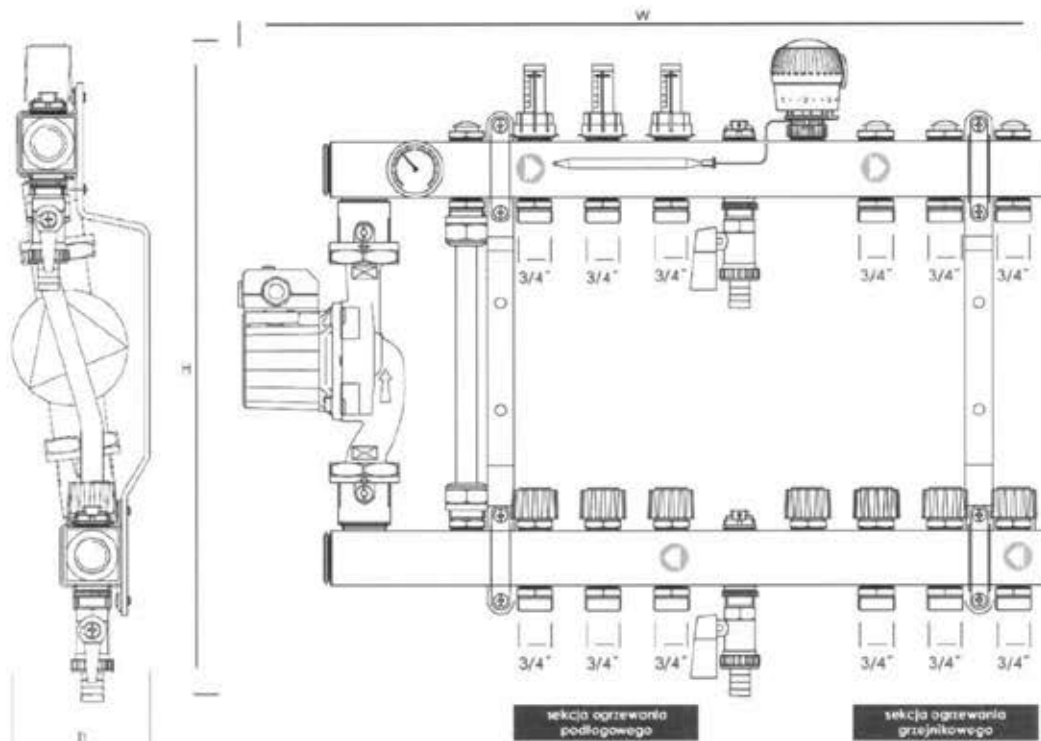 W
3/4" 3/4" 3/4" 3/4" 3/4" 3/4"
H
3/4" 3/4" 3/4" 3/4" 3/4" 3/4"
sekcja ogrzewania
podłogowego
sekcja ogrzewania
grzejnikowego